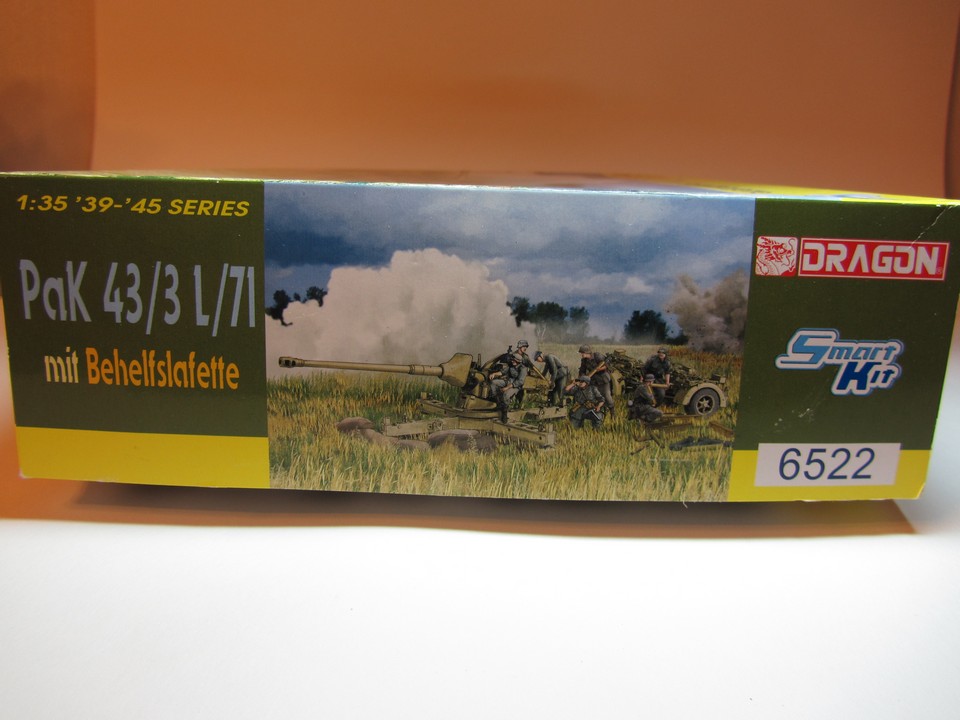 1:35 '39-'45 SERIES
PaK 43/3 L/71
mit Behelfslafette
DRAGON
Smart
Kit
6522